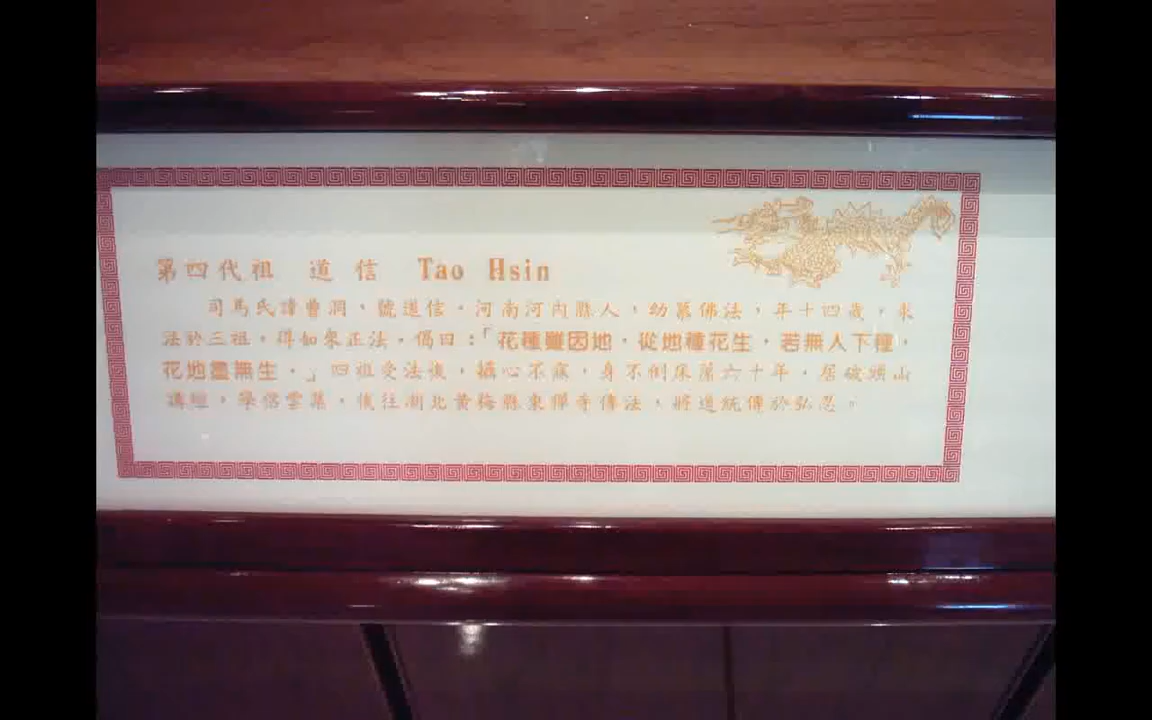 第四代祖 道信 Tao Hsin
司馬氏諱曹洞,號道信,河南河內縣人,幼慕佛法,年十四歲,求
法於三祖,得如來正法,偈曰:「花種雖因地,從地種花生,若無人下種,
花地盡無生。」四祖受法後,攝心不寐,身不倒床薦六十年,居破頭山
講經,學侶雲集,後往湖北黃梅縣東禪寺傳法,將道統傳於弘忍。